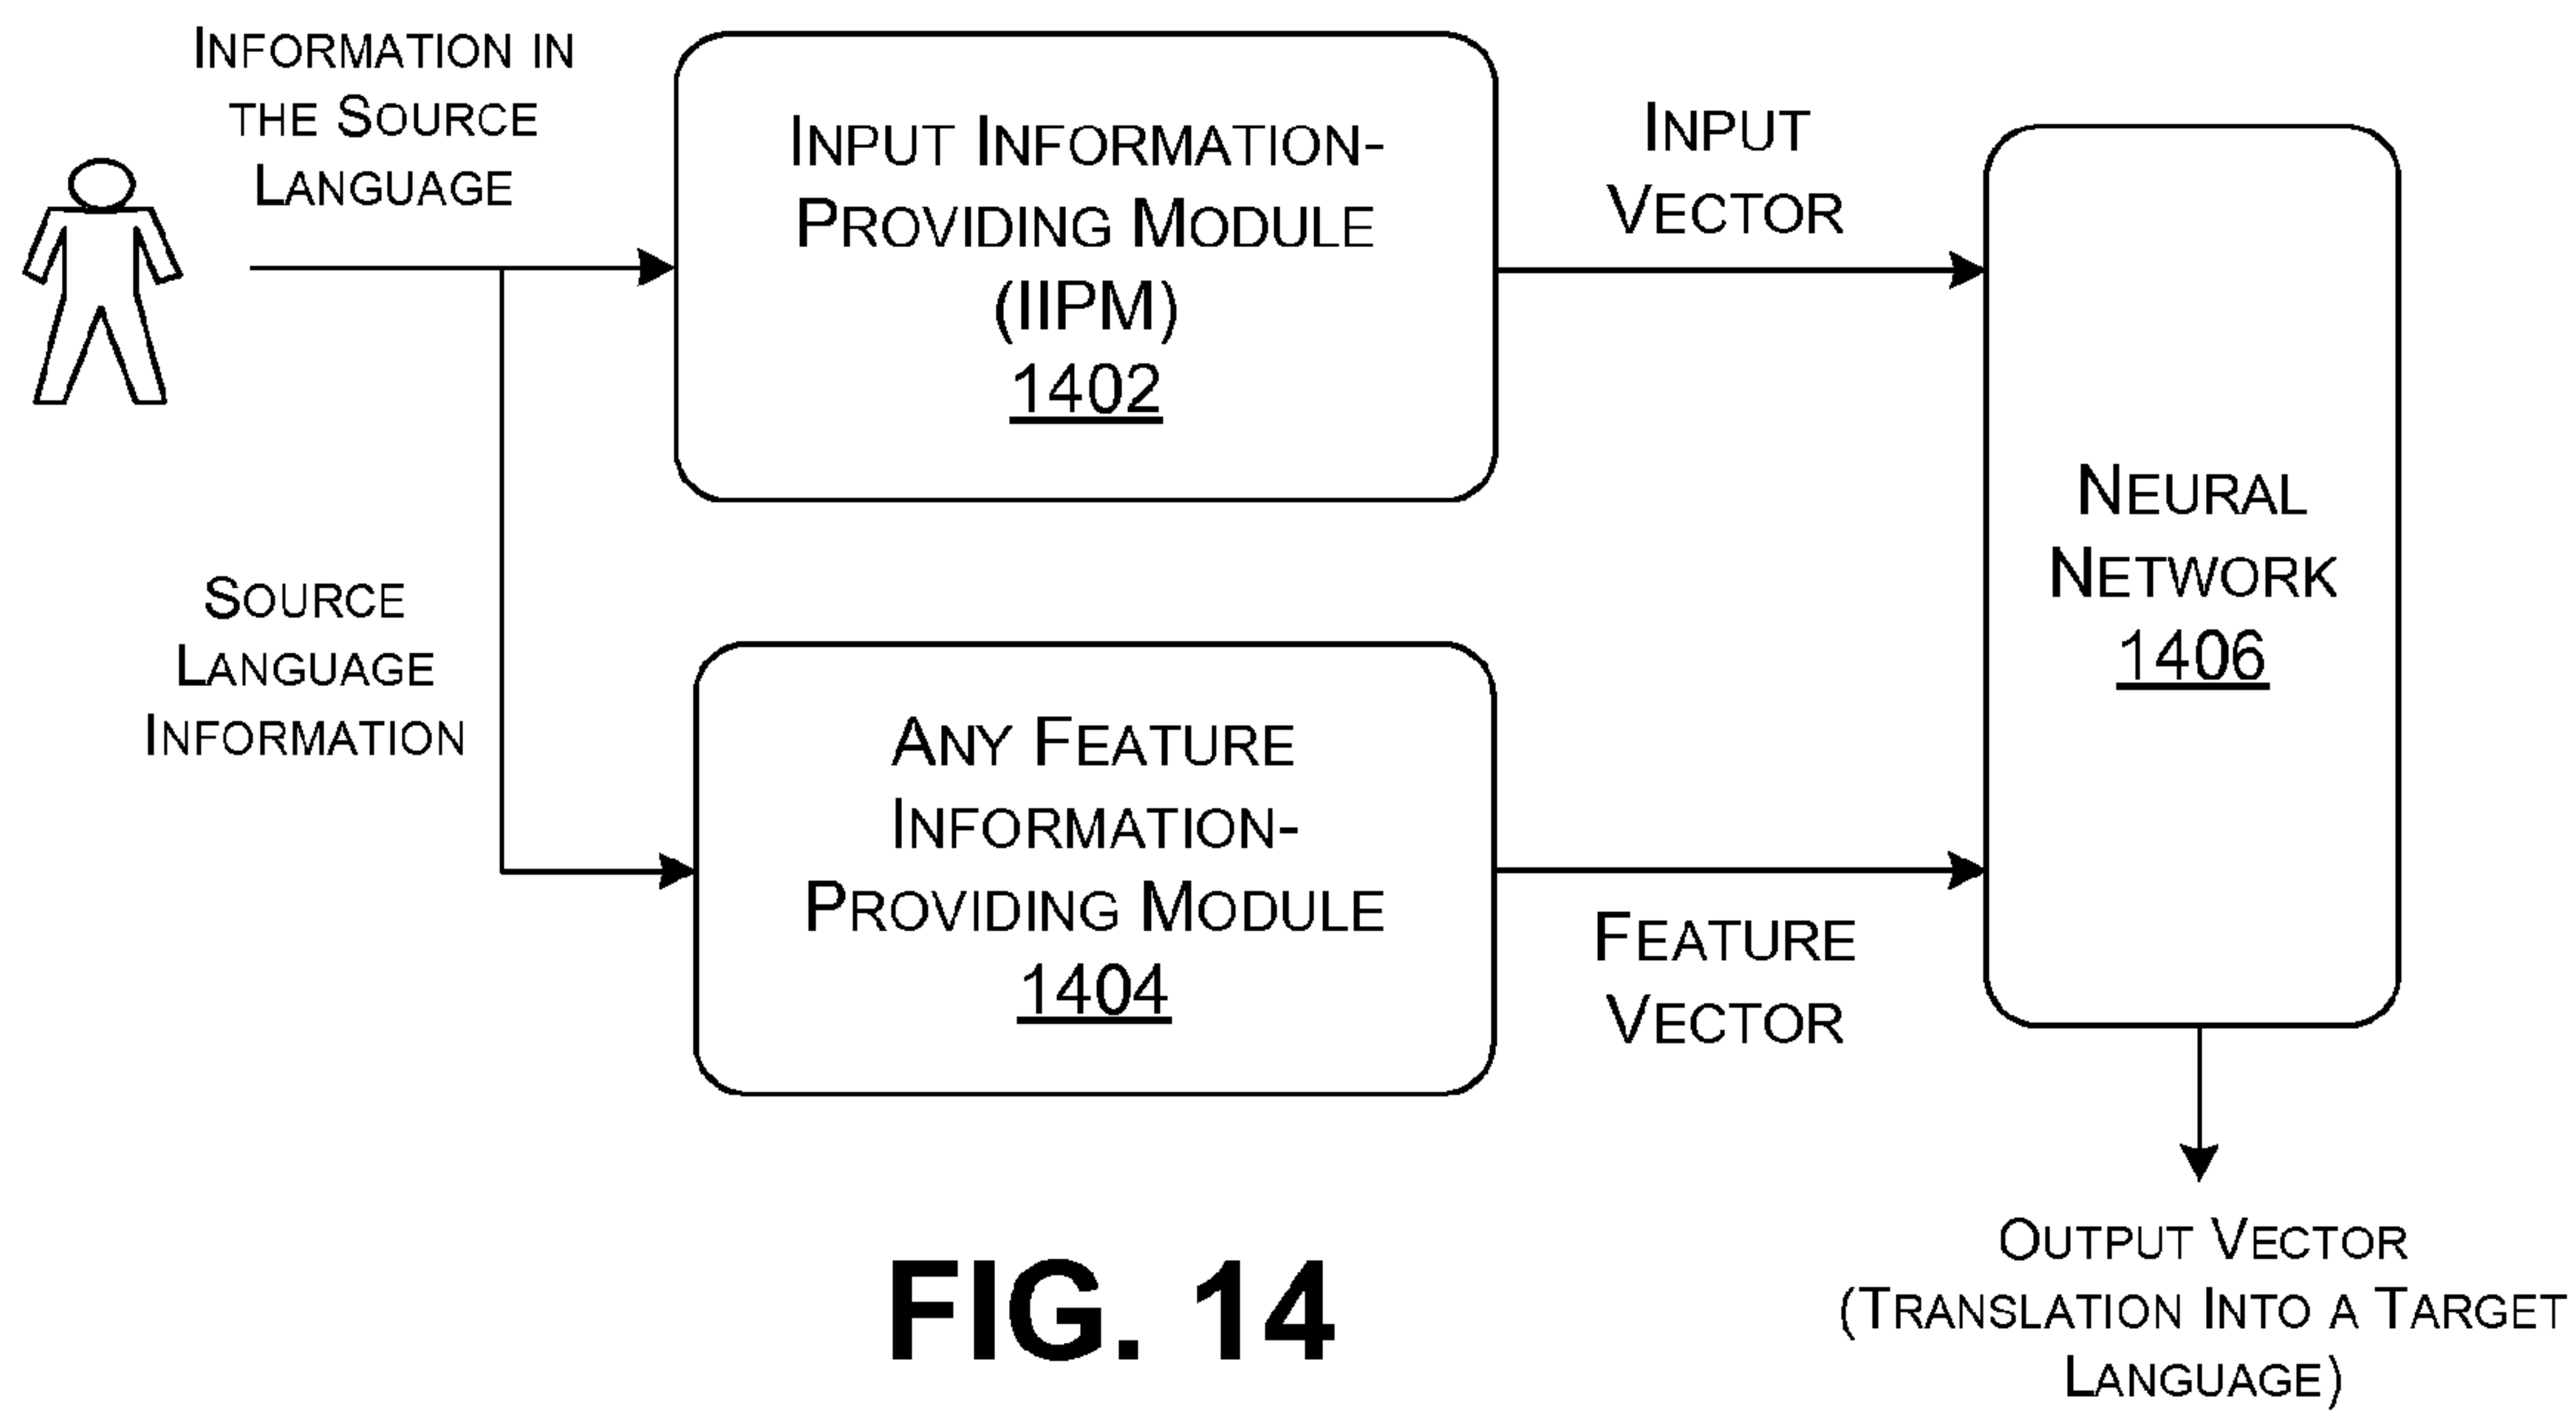 INFORMATION IN
THE SOURCE
LANGUAGE
INPUT INFORMATION-
PROVIDING MODULE
(IIPM)
1402
INPUT
VECTOR
NEURAL
NETWORK
1406
SOURCE
LANGUAGE
INFORMATION
ANY FEATURE
INFORMATION-
PROVIDING MODULE
1404
FEATURE
VECTOR
OUTPUT VECTOR
(TRANSLATION INTO A TARGET
LANGUAGE)
FIG. 14